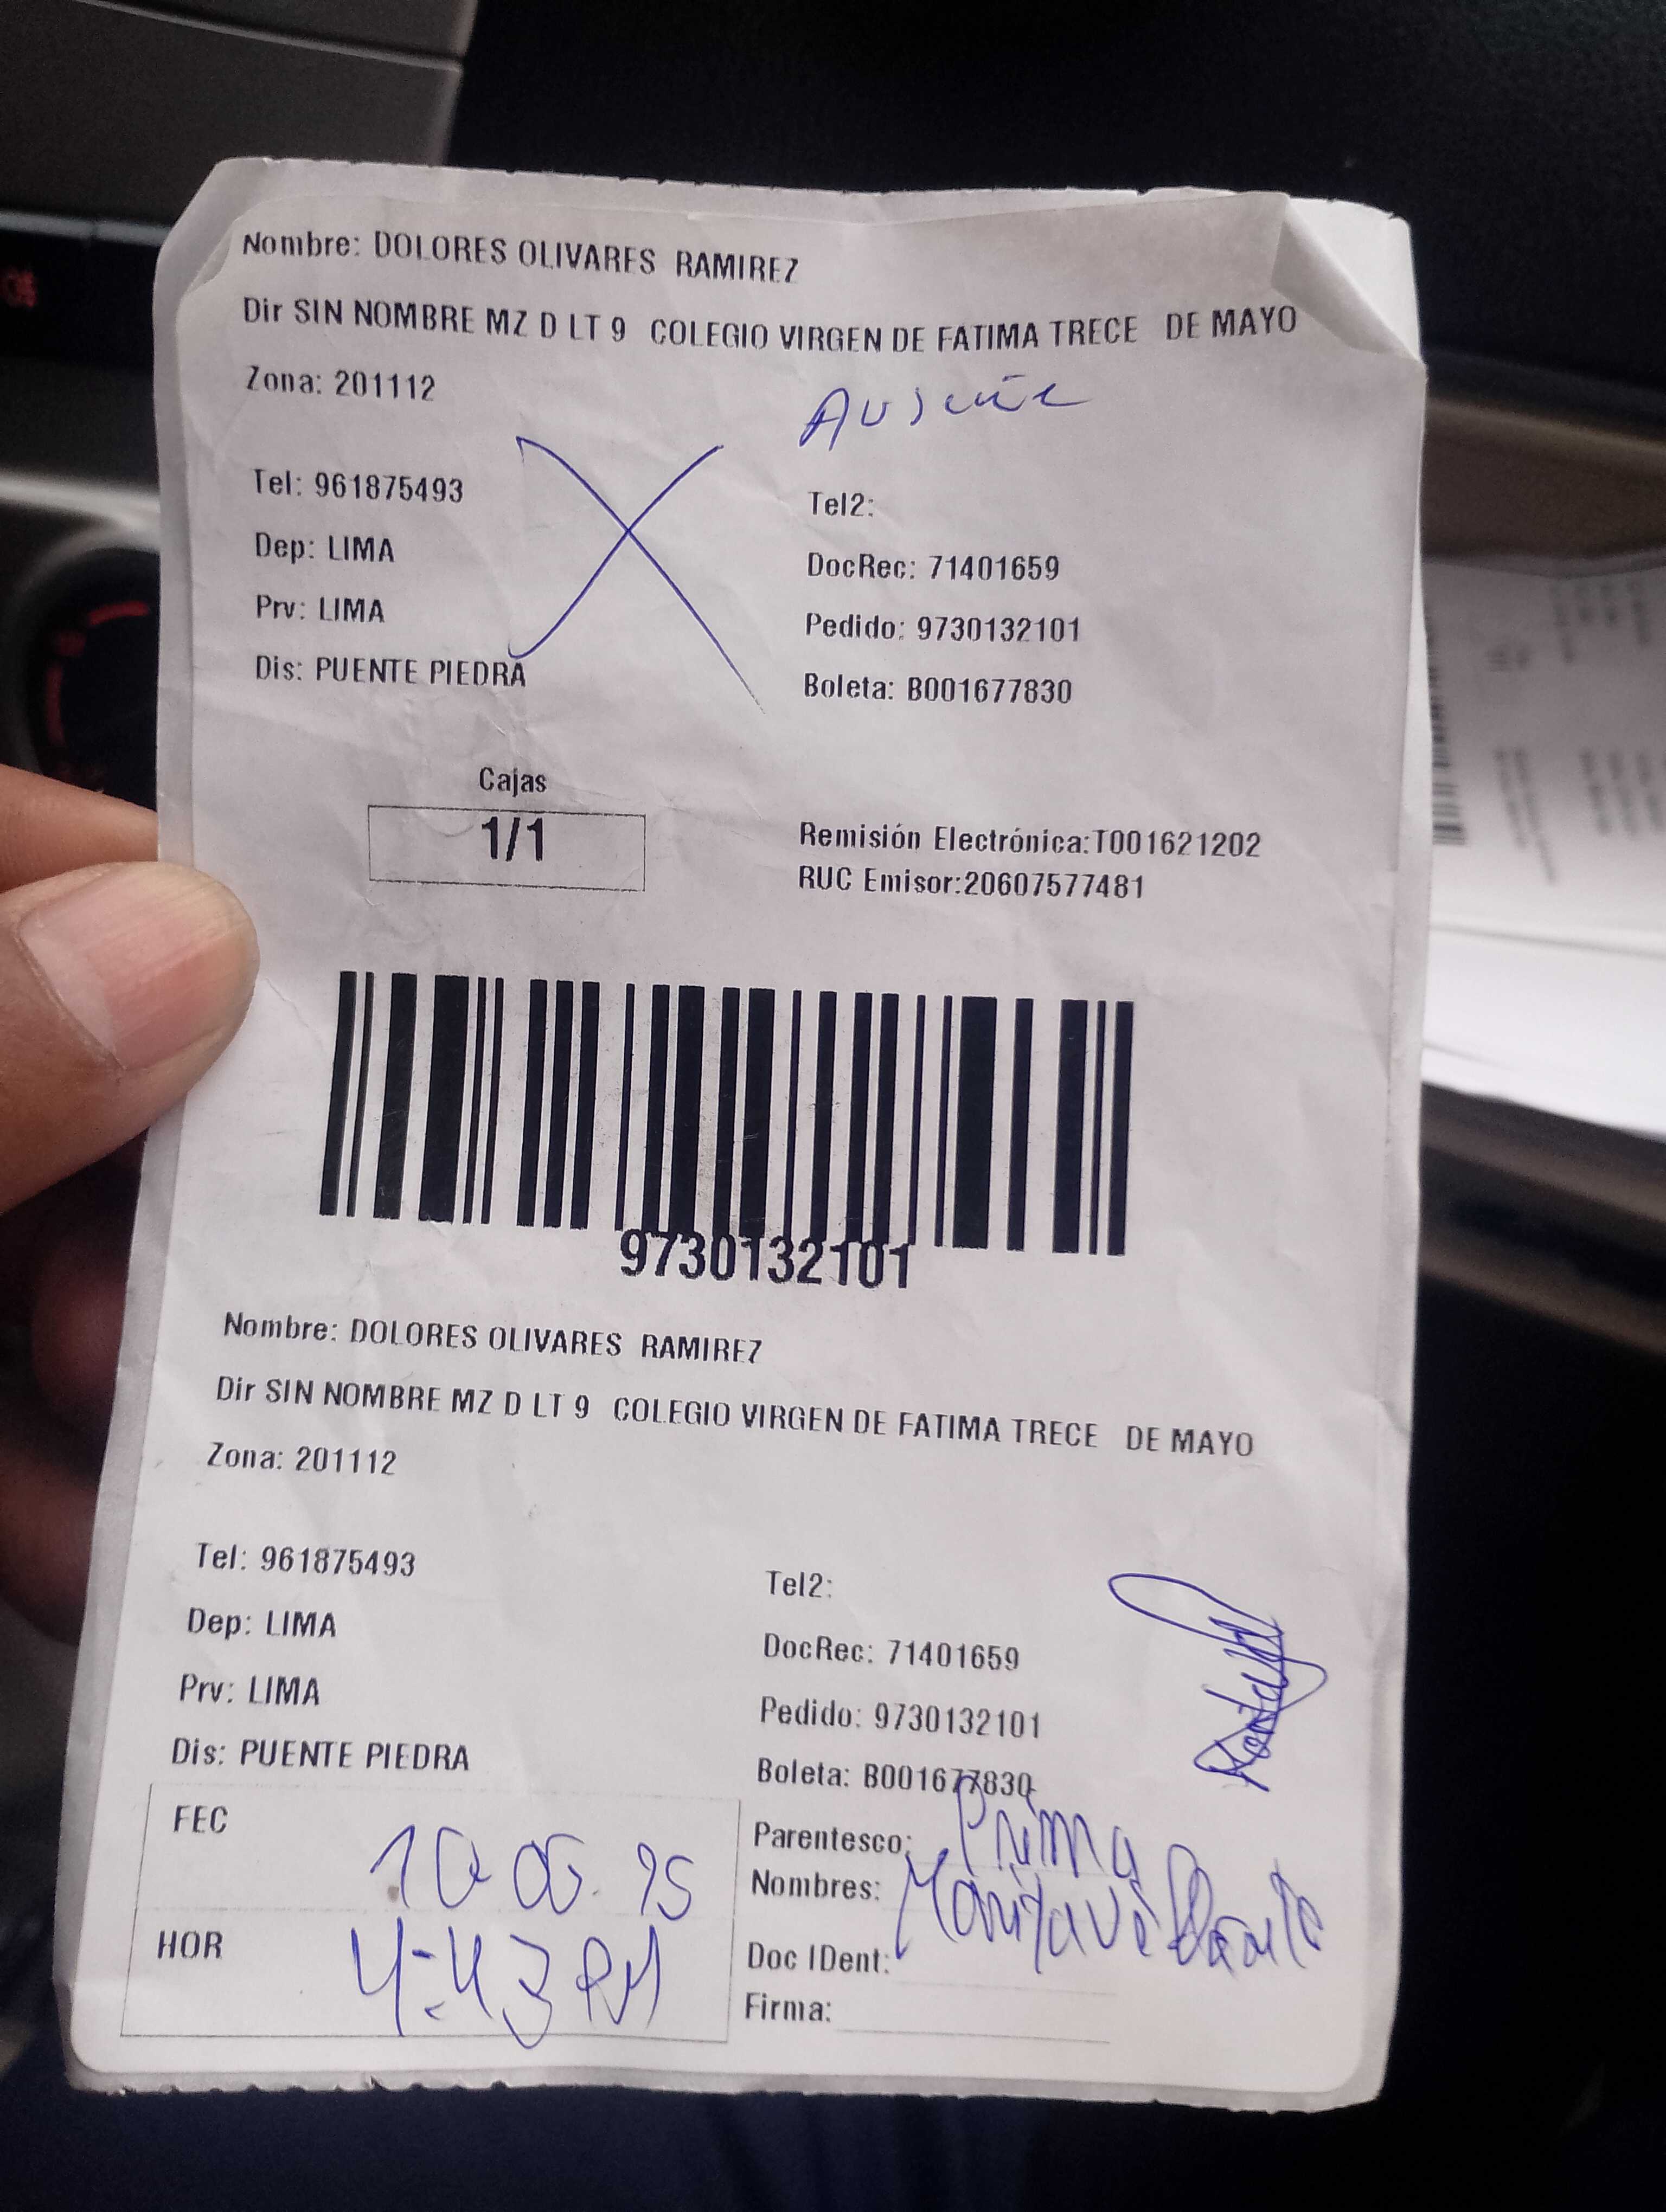 Nombre: DOLORES OLIVARES RAMIREZ
Dir SIN NOMBRE MZ D LT 9 COLEGIO VIRGEN DE FATIMA TRECE DE MAYO
Zona: 201112
Tel: 961875493
Tel2:
Dep: LIMA
DocRec: 71401659
Prv: LIMA
Pedido: 9730132101
Dis: PUENTE PIEDRA
Boleta: B001677830
Cajas
1/1
Remisión Electrónica:T001621202
RUC Emisor:20607577481
9730132101
Nombre: DOLORES OLIVARES RAMIREZ
Dir SIN NOMBRE MZ D LT 9 COLEGIO VIRGEN DE FATIMA TRECE DE MAYO
Zona: 201112
Tel: 961875493
Tel2:
Dep: LIMA
DocRec: 71401659
Prv: LIMA
Pedido: 9730132101
Dis: PUENTE PIEDRA
Boleta: B001677830
FEC
Parentesco: Prima
Nombres:
HOR 4:43 PM
Doc IDent:
Firma: